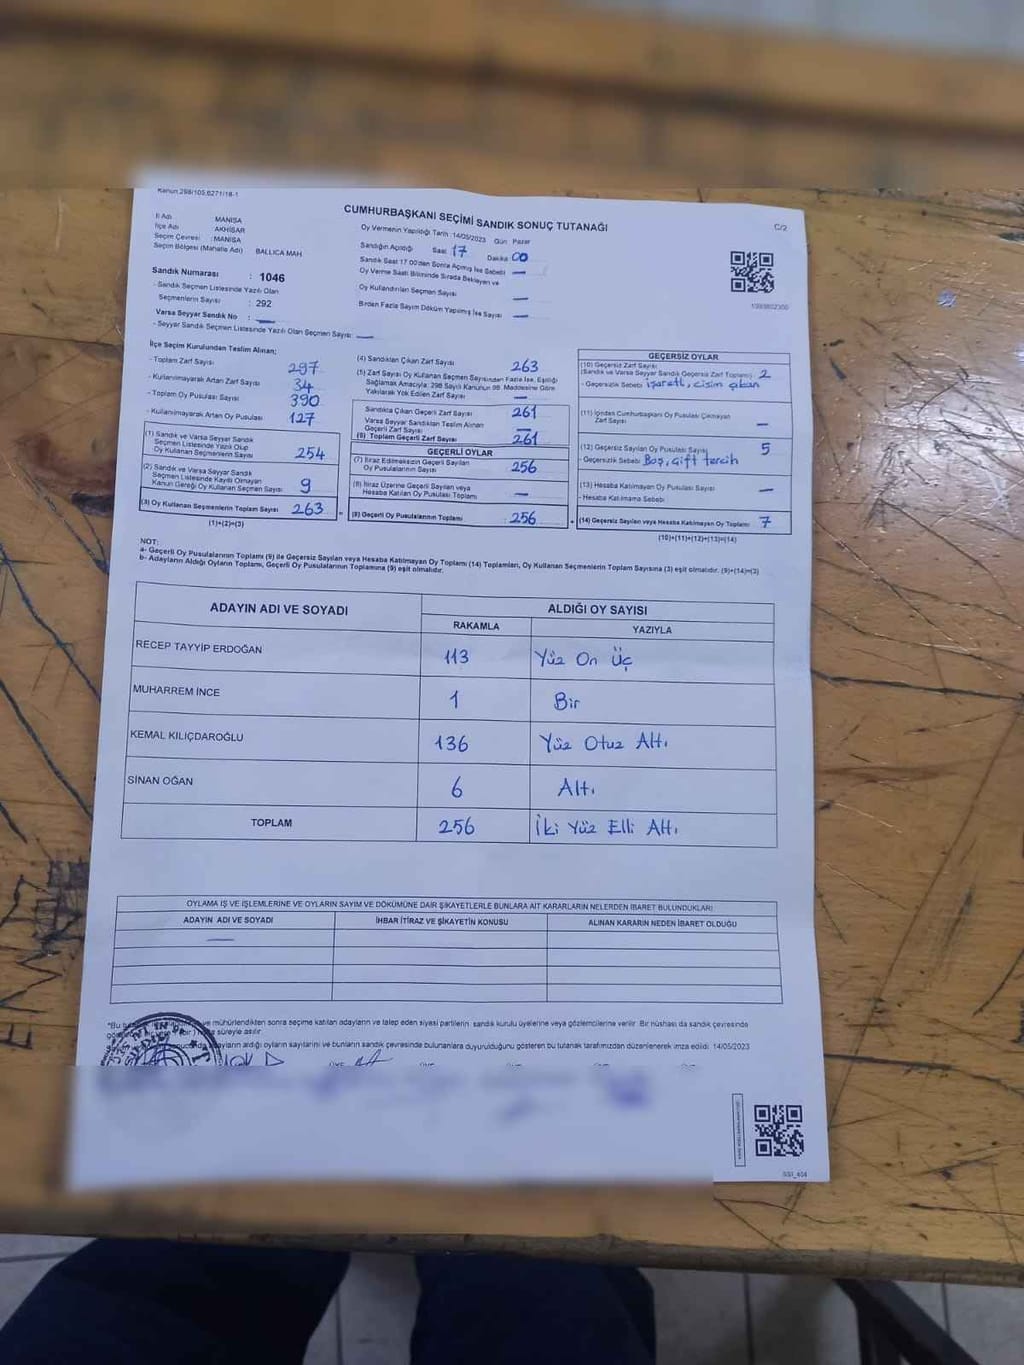 Kanun:298/105,6271/18-1
CUMHURBAŞKANI SEÇİMİ SANDIK SONUÇ TUTANAĞI
C/2
İl Adı MANİSA
İlçe Adı AKHİSAR
Seçim Çevresi : MANİSA
Seçim Bölgesi (Mahalle Adı) BALLICA MAH
Oy Vermenin Yapıldığı Tarih :14/05/2023 Gün Pazar
Sandığın Açıldığı Saat 17 Dakika 00
Sandık Saat 17.00'den Sonra Açılmış İse Sebebi —
Oy Verme Saati Bitiminde Sırada Bekleyen ve
Oy Kullandırılan Seçmen Sayısı —
Birden Fazla Sayım Döküm Yapılmış İse Sayısı —
Sandık Numarası : 1046
- Sandık Seçmen Listesinde Yazılı Olan
Seçmenlerin Sayısı : 292
Varsa Seyyar Sandık No : —
- Seyyar Sandık Seçmen Listesinde Yazılı Olan Seçmen Sayısı: —
İlçe Seçim Kurulundan Teslim Alınan;
- Toplam Zarf Sayısı 297
- Kullanılmayarak Artan Zarf Sayısı 34
- Toplam Oy Pusulası Sayısı 390
- Kullanılmayarak Artan Oy Pusulası 127
(1) Sandık ve Varsa Seyyar Sandık
Seçmen Listesinde Yazılı Olup
Oy Kullanan Seçmenlerin Sayısı 254
(2) Sandık ve Varsa Seyyar Sandık
Seçmen Listesinde Kayıtlı Olmayan
Kanun Gereği Oy Kullanan Seçmen Sayısı 9
(3) Oy Kullanan Seçmenlerin Toplam Sayısı 263
(1)+(2)=(3)
(4) Sandıktan Çıkan Zarf Sayısı 263
(5) Zarf Sayısı Oy Kullanan Seçmen Sayısından Fazla İse, Eşitliği
Sağlamak Amacıyla; 298 Sayılı Kanunun 98. Maddesine Göre
Yakılarak Yok Edilen Zarf Sayısı —
Sandıkta Çıkan Geçerli Zarf Sayısı 261
Varsa Seyyar Sandıktan Teslim Alınan
Geçerli Zarf Sayısı —
(6) Toplam Geçerli Zarf Sayısı 261
GEÇERLİ OYLAR
(7) İtiraz Edilmeksizin Geçerli Sayılan
Oy Pusulalarının Sayısı 256
(8) İtiraz Üzerine Geçerli Sayılan veya
Hesaba Katılan Oy Pusulası Toplamı —
(9) Geçerli Oy Pusulalarının Toplamı : 256
GEÇERSİZ OYLAR
(10) Geçersiz Zarf Sayısı
(Sandık ve Varsa Seyyar Sandık Geçersiz Zarf Toplamı) 2
- Geçersizlik Sebebi işaretli, cisim çıkan
(11) İçinden Cumhurbaşkanı Oy Pusulası Çıkmayan
Zarf Sayısı —
(12) Geçersiz Sayılan Oy Pusulası Sayısı 5
- Geçersizlik Sebebi Boş, çift tercih
(13) Hesaba Katılmayan Oy Pusulası Sayısı —
- Hesaba Katılmama Sebebi
(14) Geçersiz Sayılan veya Hesaba Katılmayan Oy Toplamı 7
(10)+(11)+(12)+(13)=(14)
NOT:
a- Geçerli Oy Pusulalarının Toplamı (9) ile Geçersiz Sayılan veya Hesaba Katılmayan Oy Toplamı (14) Toplamları, Oy Kullanan Seçmenlerin Toplam Sayısına (3) eşit olmalıdır. (9)+(14)=(3)
b- Adayların Aldığı Oyların Toplamı, Geçerli Oy Pusulalarının Toplamına (9) eşit olmalıdır.
ADAYIN ADI VE SOYADI ALDIĞI OY SAYISI
RAKAMLA YAZIYLA
RECEP TAYYİP ERDOĞAN 113 Yüz On Üç
MUHARREM İNCE 1 Bir
KEMAL KILIÇDAROĞLU 136 Yüz Otuz Altı
SİNAN OĞAN 6 Altı
TOPLAM 256 İki Yüz Elli Altı
OYLAMA İŞ VE İŞLEMLERİNE VE OYLARIN SAYIM VE DÖKÜMÜNE DAİR ŞİKAYETLERLE BUNLARA AİT KARARLARIN NELERDEN İBARET BULUNDUKLARI
ADAYIN ADI VE SOYADI İHBAR İTİRAZ VE ŞİKAYETİN KONUSU ALINAN KARARIN NEDEN İBARET OLDUĞU
—
*Bu ve mühürlendikten sonra seçime katılan adayların ve talep eden siyasi partilerin sandık kurulu üyelerine veya gözlemcilerine verilir. Bir nüshası da sandık çevresinde
süreyle asılır.
aldığı oyların sayılarını ve bunların sandık çevresinde bulunanlara duyurulduğunu gösteren bu tutanak tarafımızdan düzenlenerek imza edildi. 14/05/2023